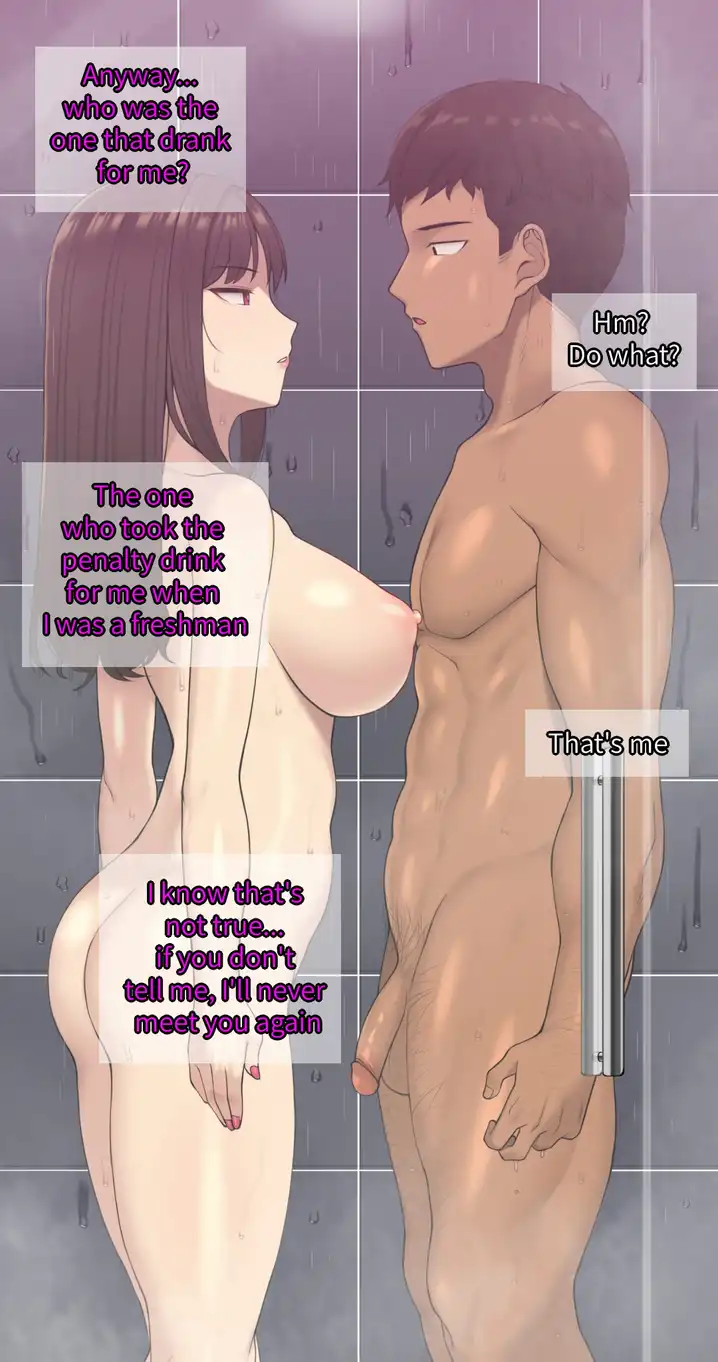 Anyway...
who was the
one that drank
for me?
Hm?
Do what?
The one
who took the
penalty drink
for me when
I was a freshman
That's me
I know that's
not true...
if you don't
tell me, I'll never
meet you again